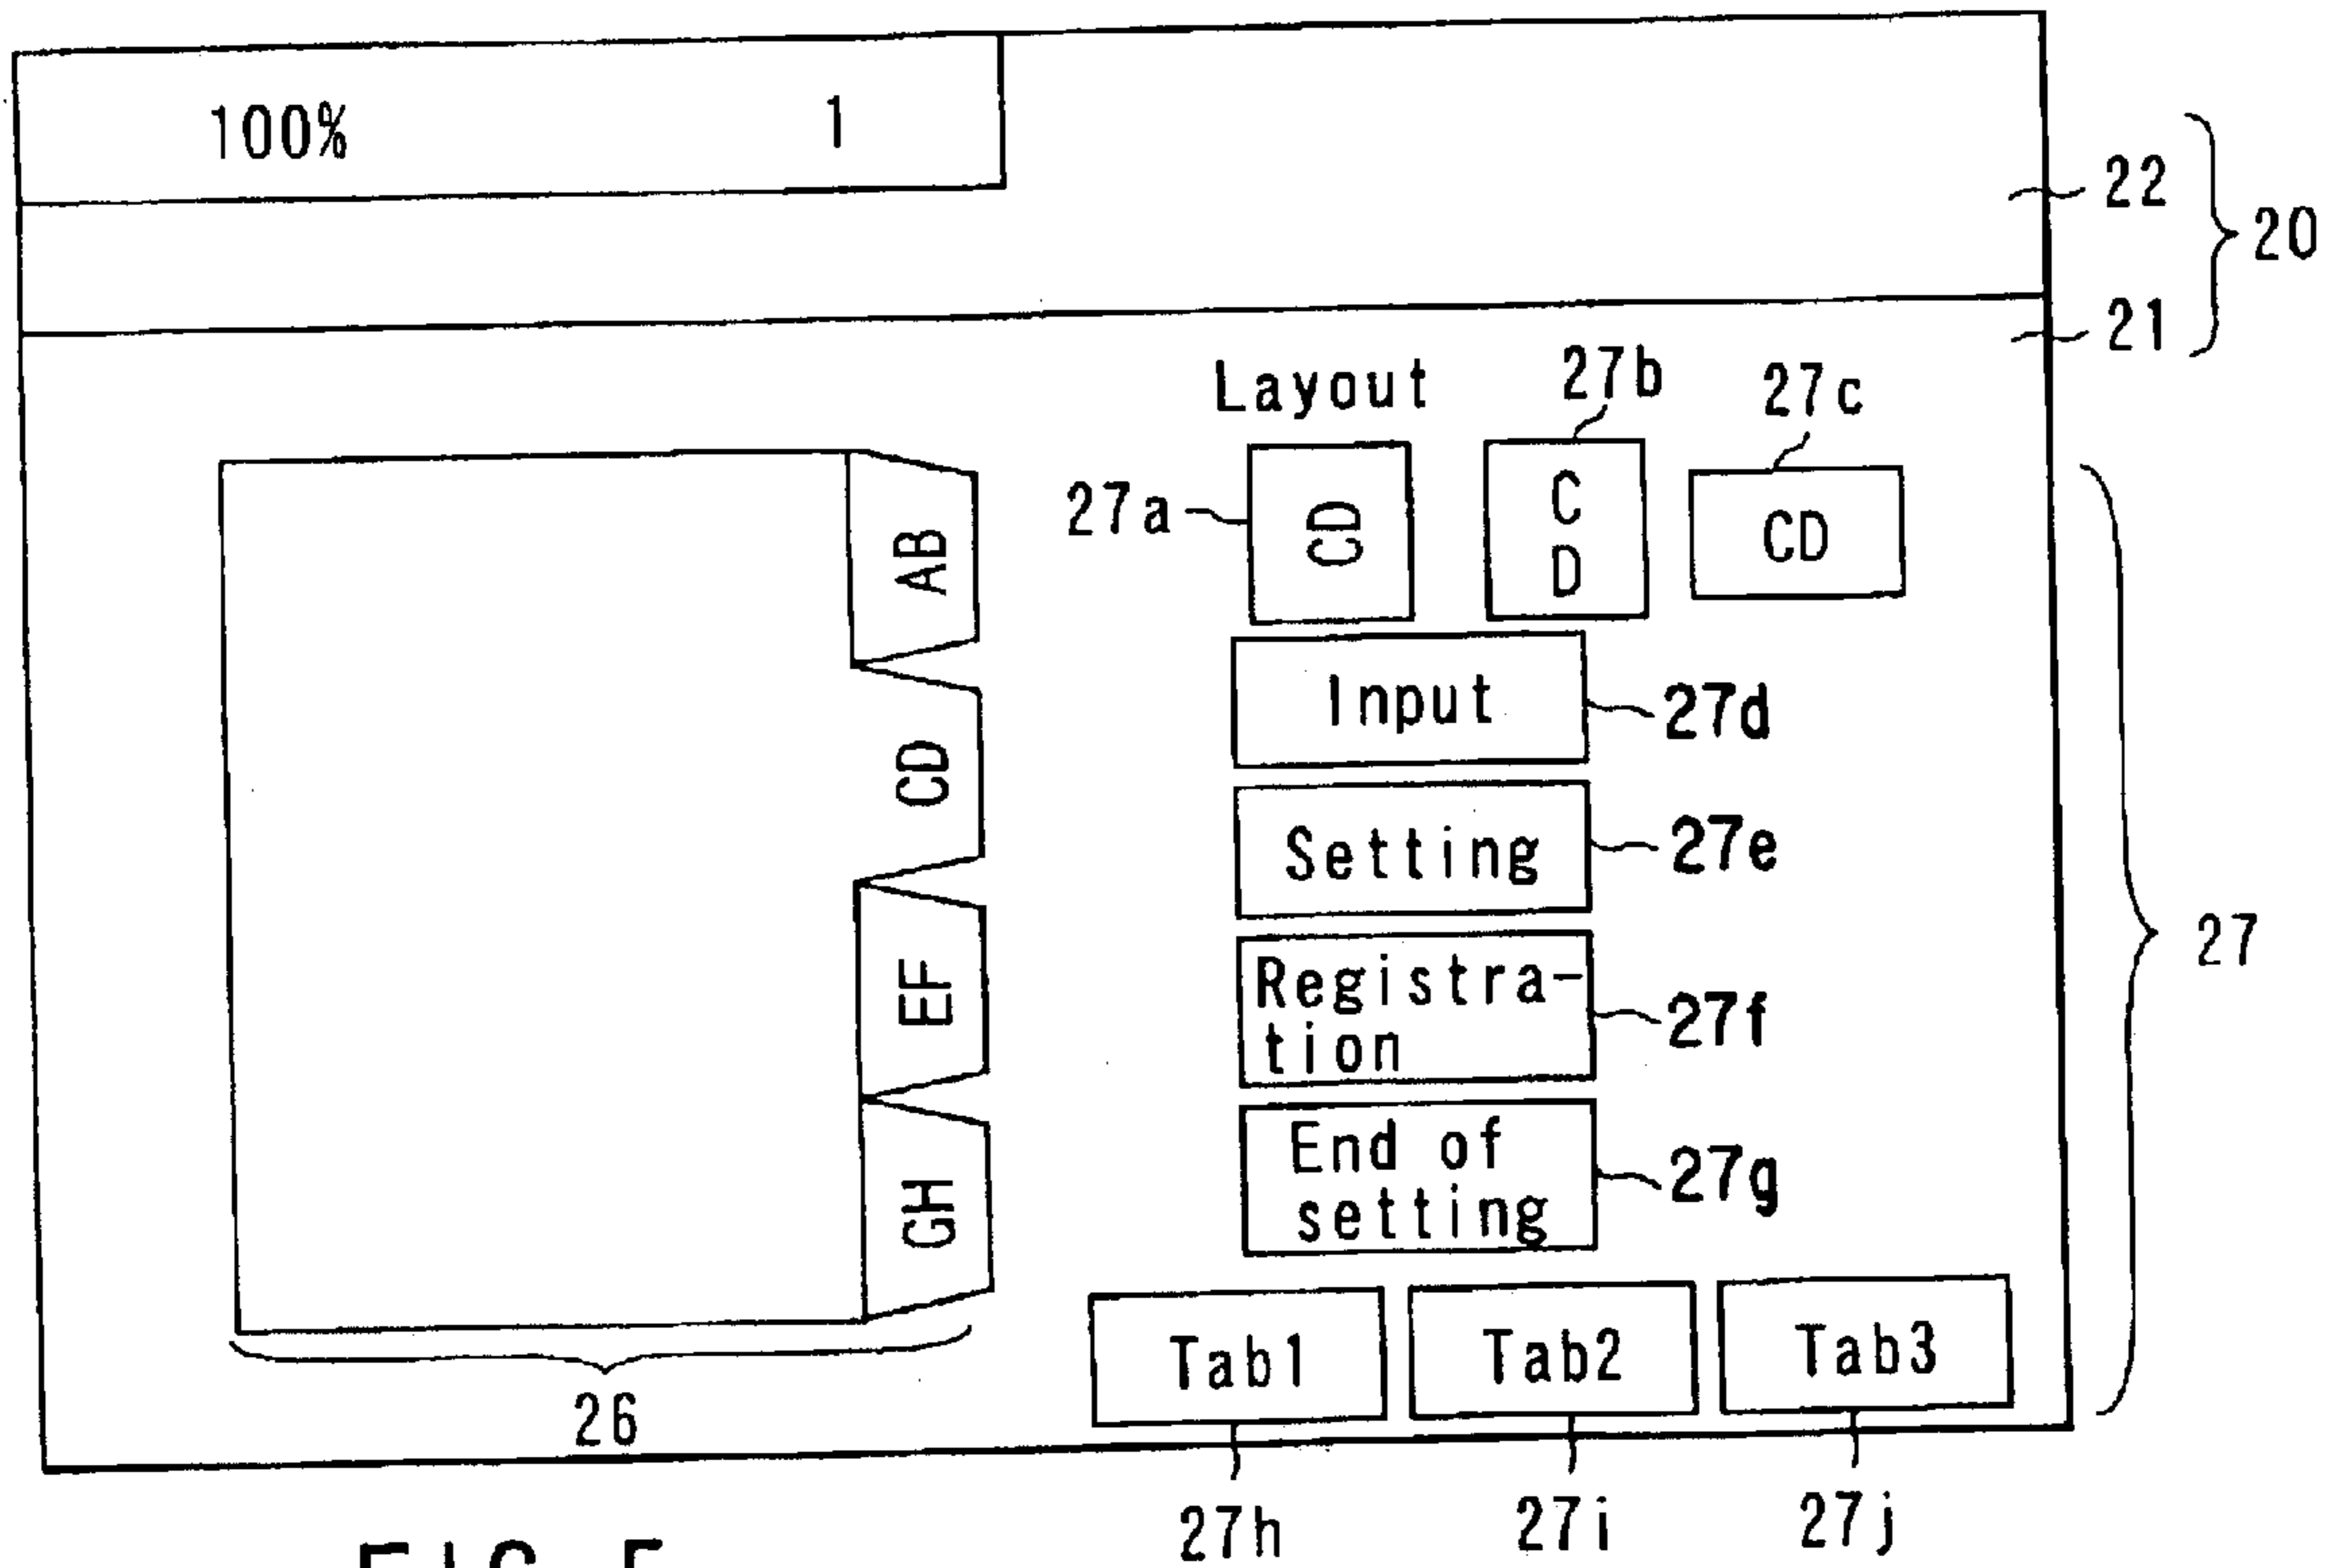 100% 1
22
20
21
Layout
27b
27c
27a
CD
C
D
CD
AB
Input
27d
CD
Setting
27e
27
EF
Registra-
tion
27f
GH
End of
setting
27g
Tab1
Tab2
Tab3
26
27h
27i
27j